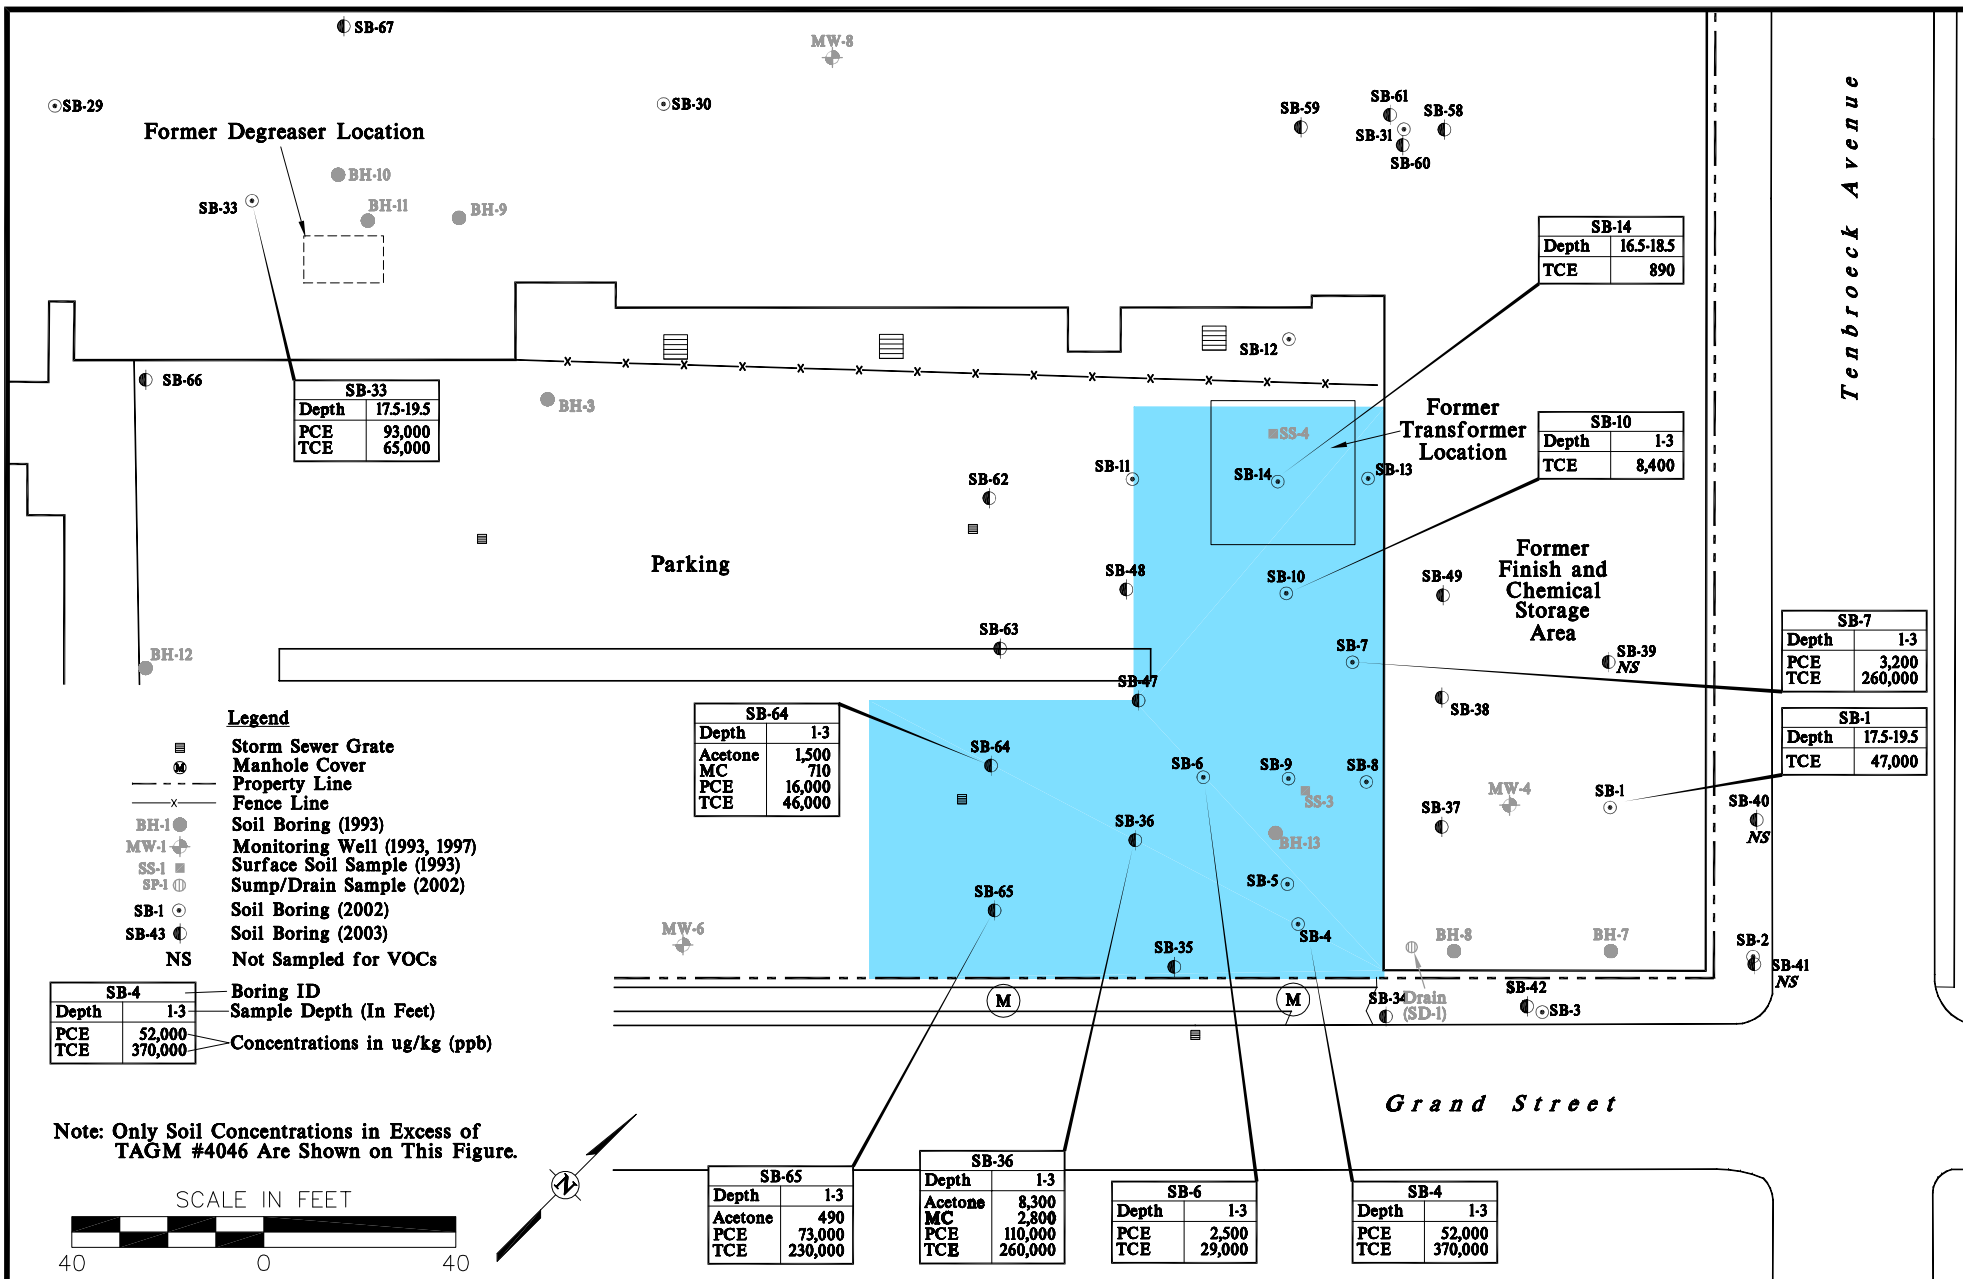 SB-67
MW-8
SB-29
SB-30
SB-59
SB-61
SB-58
SB-31
SB-60
Former Degreaser Location
BH-10
SB-33
BH-11
BH-9
Tenbroeck Avenue
SB-14
Depth 16.5-18.5
TCE 890
SB-12
SB-66
SB-33
Depth 17.5-19.5
PCE 93,000
TCE 65,000
BH-3
Former
Transformer
Location
SS-4
SB-10
Depth 1-3
TCE 8,400
SB-11
SB-14
SB-13
SB-62
Parking
SB-48
SB-10
SB-49
Former
Finish and
Chemical
Storage
Area
SB-63
SB-7
SB-39
NS
BH-12
SB-7
Depth 1-3
PCE 3,200
TCE 260,000
SB-47
SB-38
SB-64
Depth 1-3
Acetone 1,500
MC 710
PCE 16,000
TCE 46,000
SB-64
SB-6
SB-9
SB-8
SS-3
SB-1
Depth 17.5-19.5
TCE 47,000
MW-4
SB-1
SB-40
NS
SB-37
SB-36
BH-13
SB-65
SB-5
SB-4
MW-6
SB-35
BH-8
BH-7
SB-2
SB-41
NS
M
M
SB-34
Drain
(SD-1)
SB-42
SB-3
Legend
Storm Sewer Grate
M Manhole Cover
Property Line
x Fence Line
BH-1 Soil Boring (1993)
MW-1 Monitoring Well (1993, 1997)
SS-1 Surface Soil Sample (1993)
SP-1 Sump/Drain Sample (2002)
SB-1 Soil Boring (2002)
SB-43 Soil Boring (2003)
NS Not Sampled for VOCs
SB-4 Boring ID
Depth 1-3 Sample Depth (In Feet)
PCE 52,000
TCE 370,000
Concentrations in ug/kg (ppb)
Grand Street
Note: Only Soil Concentrations in Excess of
TAGM #4046 Are Shown on This Figure.
SCALE IN FEET
40 0 40
N
SB-65
Depth 1-3
Acetone 490
PCE 73,000
TCE 230,000
SB-36
Depth 1-3
Acetone 8,300
MC 2,800
PCE 110,000
TCE 260,000
SB-6
Depth 1-3
PCE 2,500
TCE 29,000
SB-4
Depth 1-3
PCE 52,000
TCE 370,000